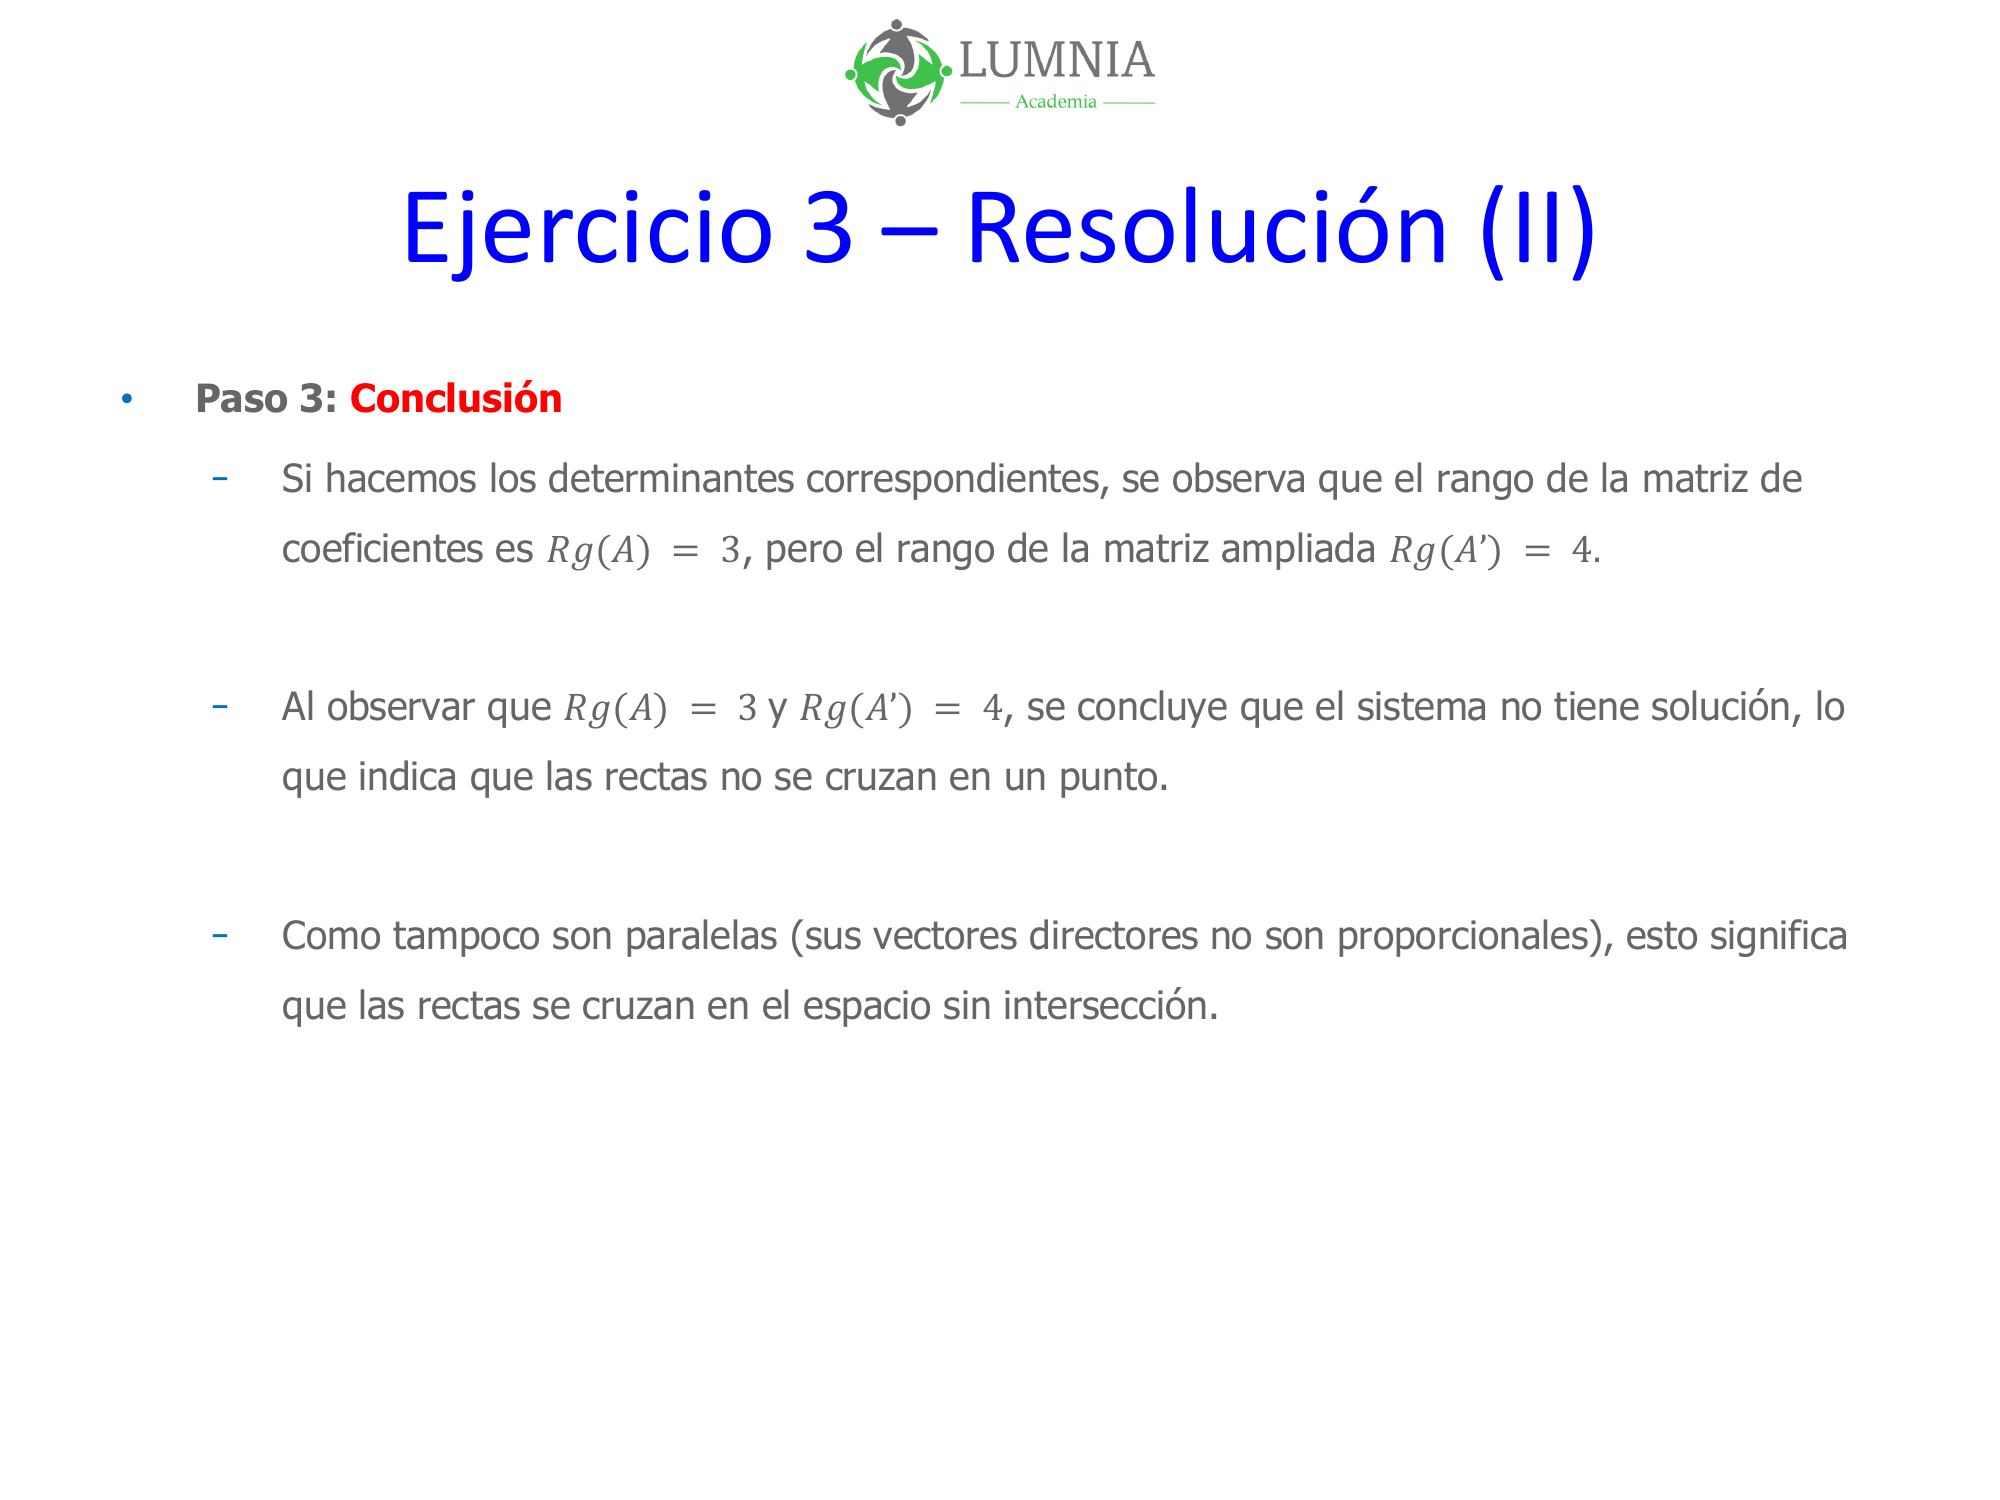 LUMNIA
Academia
Ejercicio 3 – Resolución (II)
• Paso 3: Conclusión
– Si hacemos los determinantes correspondientes, se observa que el rango de la matriz de
coeficientes es Rg(A) = 3, pero el rango de la matriz ampliada Rg(A’) = 4.
– Al observar que Rg(A) = 3 y Rg(A’) = 4, se concluye que el sistema no tiene solución, lo
que indica que las rectas no se cruzan en un punto.
– Como tampoco son paralelas (sus vectores directores no son proporcionales), esto significa
que las rectas se cruzan en el espacio sin intersección.